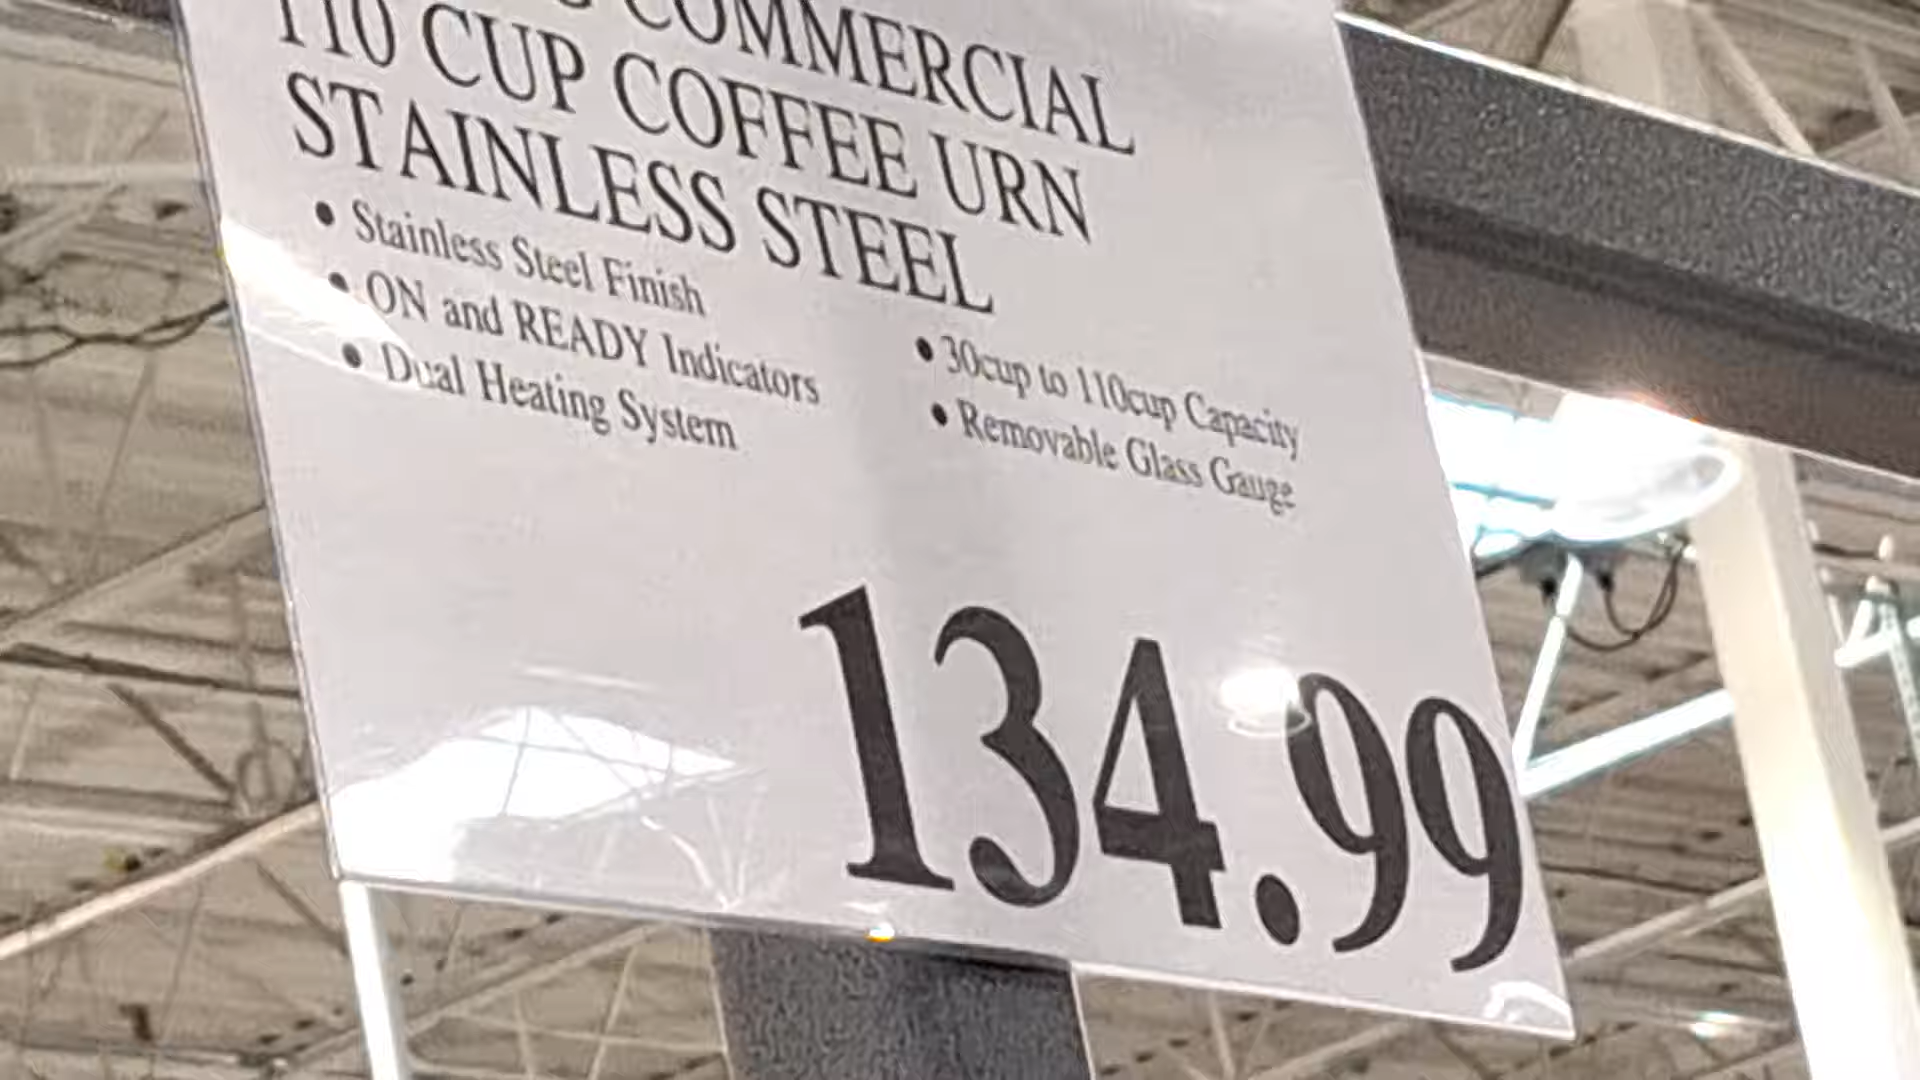 COMMERCIAL
110 CUP COFFEE URN
STAINLESS STEEL
• Stainless Steel Finish
• ON and READY Indicators
• Dual Heating System
• 30cup to 110cup Capacity
• Removable Glass Gauge
134.99